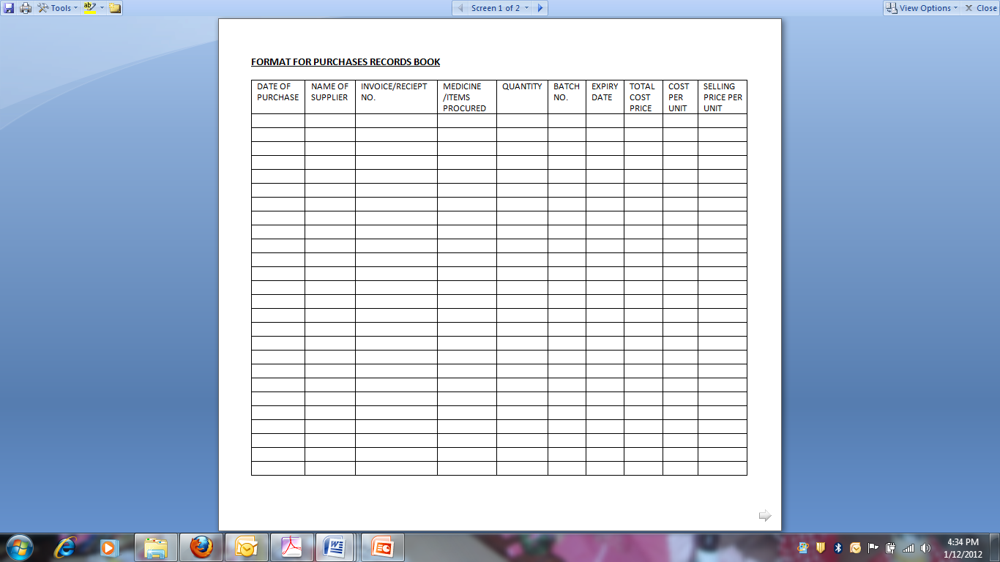 Tools
Screen 1 of 2
View Options
Close
FORMAT FOR PURCHASES RECORDS BOOK
DATE OF
PURCHASE
NAME OF
SUPPLIER
INVOICE/RECIEPT
NO.
MEDICINE
/ITEMS
PROCURED
QUANTITY
BATCH
NO.
EXPIRY
DATE
TOTAL
COST
PRICE
COST
PER
UNIT
SELLING
PRICE PER
UNIT
4:34 PM
1/12/2012